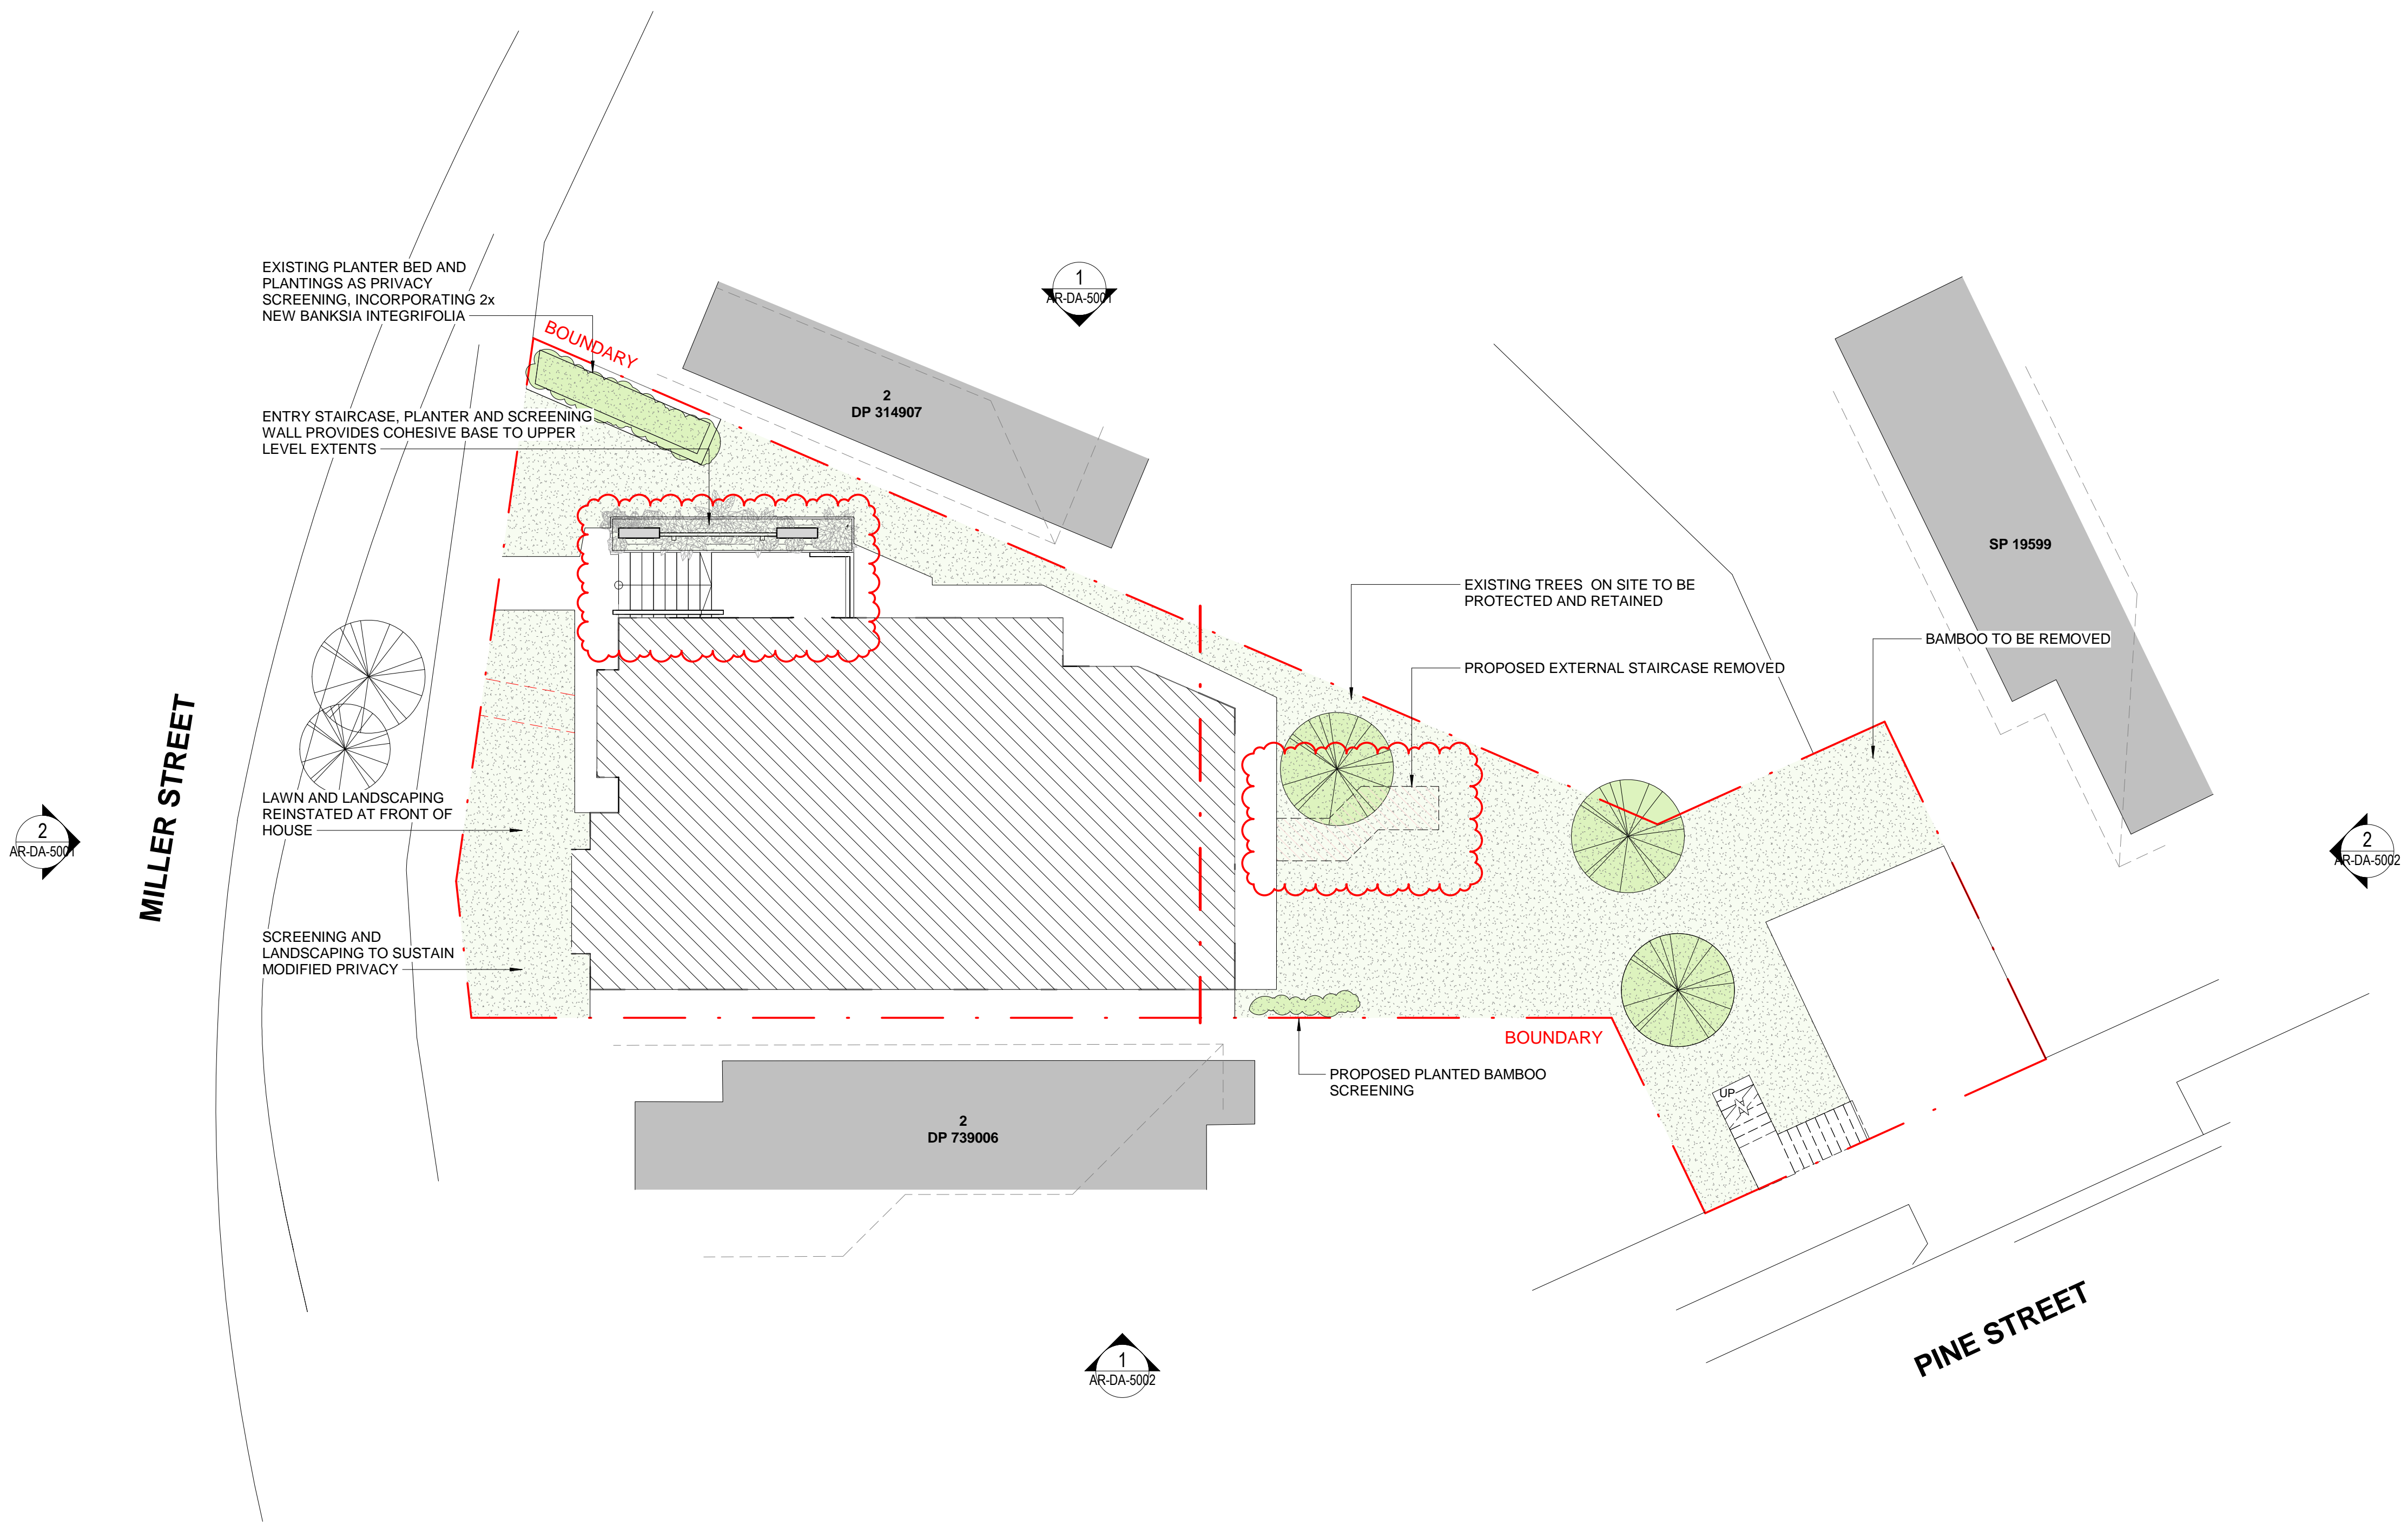 EXISTING PLANTER BED AND
PLANTINGS AS PRIVACY
SCREENING, INCORPORATING 2x
NEW BANKSIA INTEGRIFOLIA
BOUNDARY
1
AR-DA-5001
2
DP 314907
ENTRY STAIRCASE, PLANTER AND SCREENING
WALL PROVIDES COHESIVE BASE TO UPPER
LEVEL EXTENTS
SP 19599
EXISTING TREES ON SITE TO BE
PROTECTED AND RETAINED
BAMBOO TO BE REMOVED
PROPOSED EXTERNAL STAIRCASE REMOVED
MILLER STREET
LAWN AND LANDSCAPING
REINSTATED AT FRONT OF
HOUSE
2
AR-DA-5001
2
AR-DA-5002
SCREENING AND
LANDSCAPING TO SUSTAIN
MODIFIED PRIVACY
BOUNDARY
PROPOSED PLANTED BAMBOO
SCREENING
UP
2
DP 739006
PINE STREET
1
AR-DA-5002